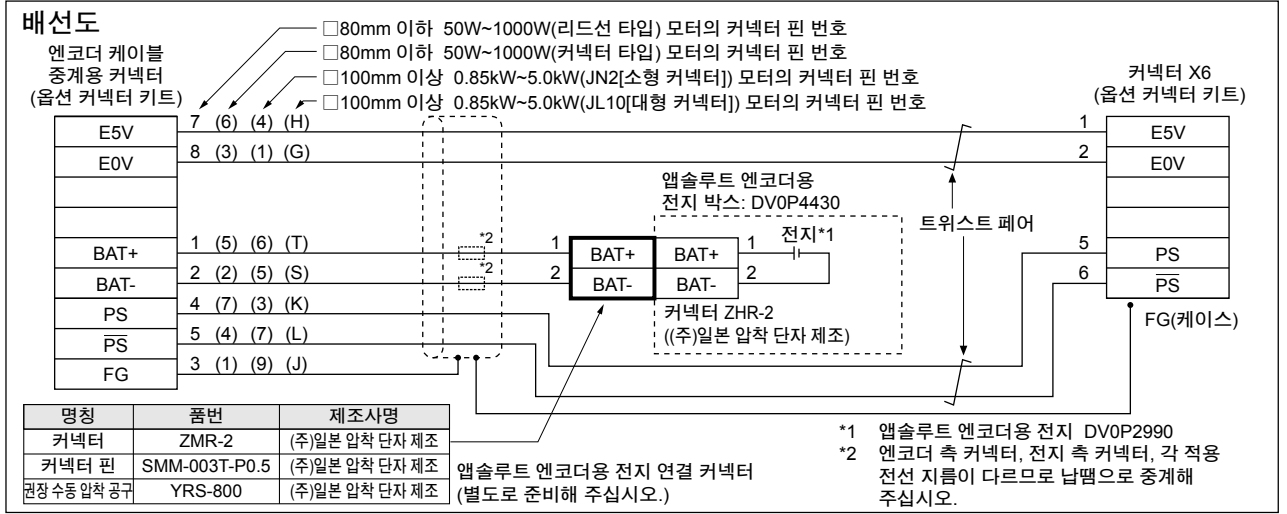 배선도
엔코더 케이블
중계용 커넥터
(옵션 커넥터 키트)
□80mm 이하 50W~1000W(리드선 타입) 모터의 커넥터 핀 번호
□80mm 이하 50W~1000W(커넥터 타입) 모터의 커넥터 핀 번호
□100mm 이상 0.85kW~5.0kW(JN2[소형 커넥터]) 모터의 커넥터 핀 번호
□100mm 이상 0.85kW~5.0kW(JL10[대형 커넥터]) 모터의 커넥터 핀 번호
커넥터 X6
(옵션 커넥터 키트)
E5V 7 (6) (4) (H) 1 E5V
E0V 8 (3) (1) (G) 2 E0V
앱솔루트 엔코더용
전지 박스: DV0P4430
트위스트 페어
BAT+ 1 (5) (6) (T) *2 1 BAT+ BAT+ 1 전지*1 5 PS
BAT- 2 (2) (5) (S) *2 2 BAT- BAT- 2 6 P̅S̅
PS 4 (7) (3) (K)
커넥터 ZHR-2
((주)일본 압착 단자 제조)
FG(케이스)
P̅S̅ 5 (4) (7) (L)
FG 3 (1) (9) (J)
명칭 품번 제조사명
커넥터 ZMR-2 (주)일본 압착 단자 제조
커넥터 핀 SMM-003T-P0.5 (주)일본 압착 단자 제조
권장 수동 압착 공구 YRS-800 (주)일본 압착 단자 제조
앱솔루트 엔코더용 전지 연결 커넥터
(별도로 준비해 주십시오.)
*1 앱솔루트 엔코더용 전지 DV0P2990
*2 엔코더 측 커넥터, 전지 측 커넥터, 각 적용
전선 지름이 다르므로 납땜으로 중계해
주십시오.